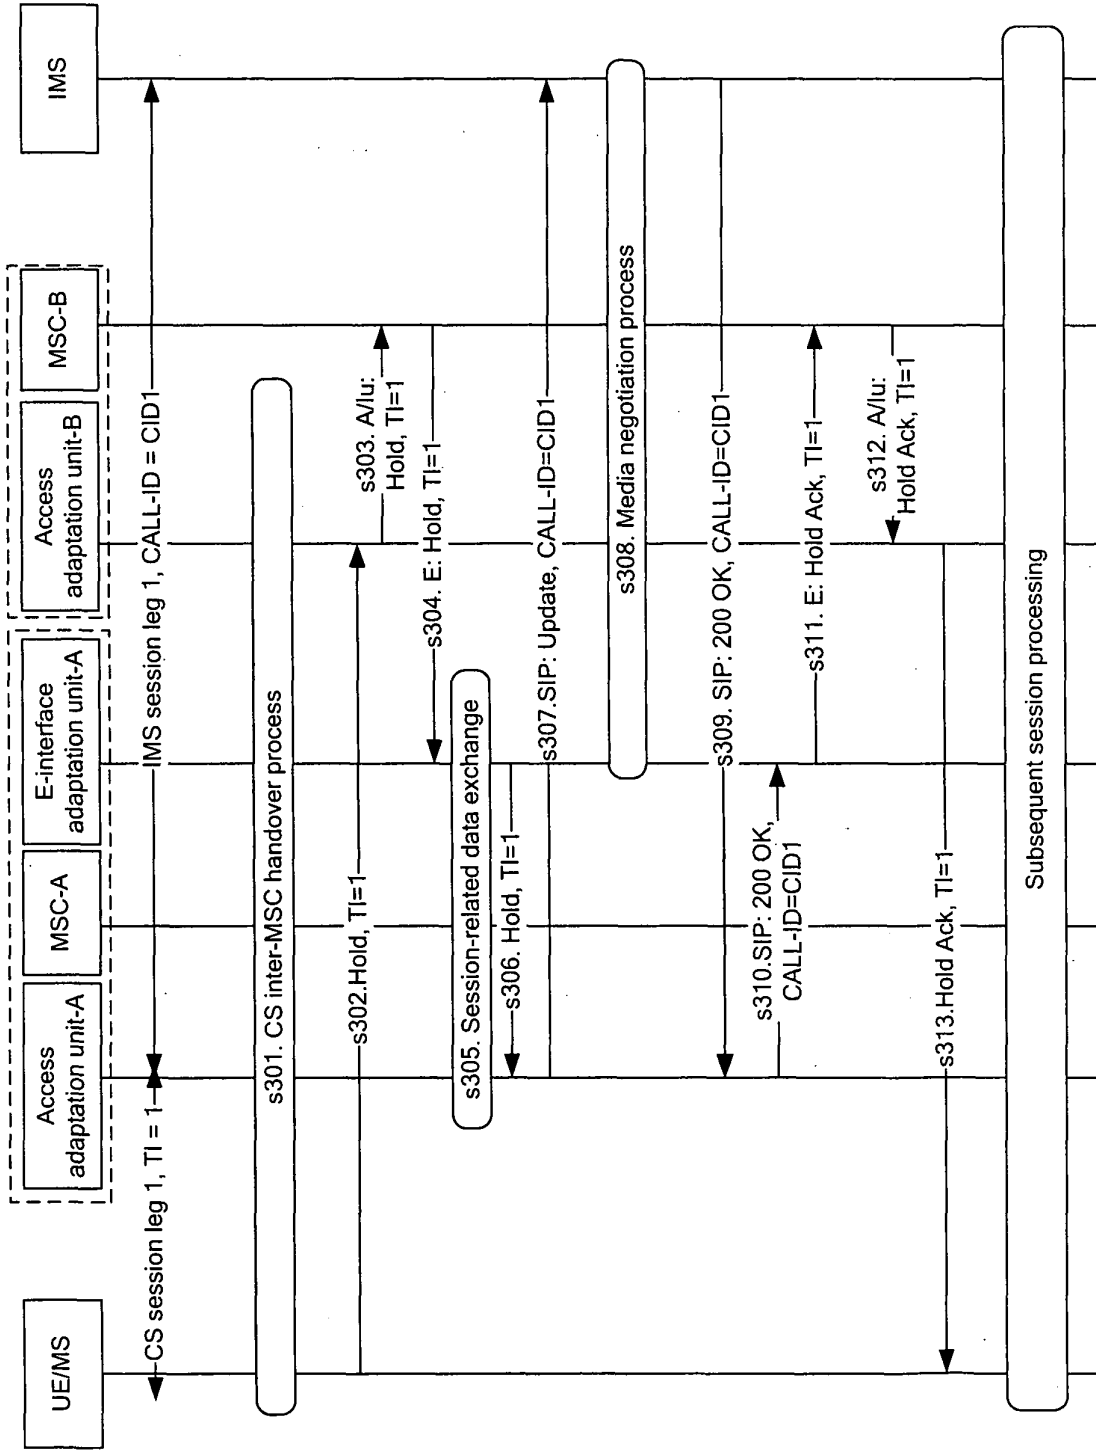 UE/MS
Access
adaptation unit-A
MSC-A
E-interface
adaptation unit-A
Access
adaptation unit-B
MSC-B
IMS
CS session leg 1, TI = 1
IMS session leg 1, CALL-ID = CID1
s301. CS inter-MSC handover process
s302.Hold, TI=1
s303. A/Iu:
Hold, TI=1
s304. E: Hold, TI=1
s305. Session-related data exchange
s306. Hold, TI=1
s307.SIP: Update, CALL-ID=CID1
s308. Media negotiation process
s309. SIP: 200 OK, CALL-ID=CID1
s310.SIP: 200 OK,
CALL-ID=CID1
s311. E: Hold Ack, TI=1
s312. A/Iu:
Hold Ack, TI=1
s313.Hold Ack, TI=1
Subsequent session processing